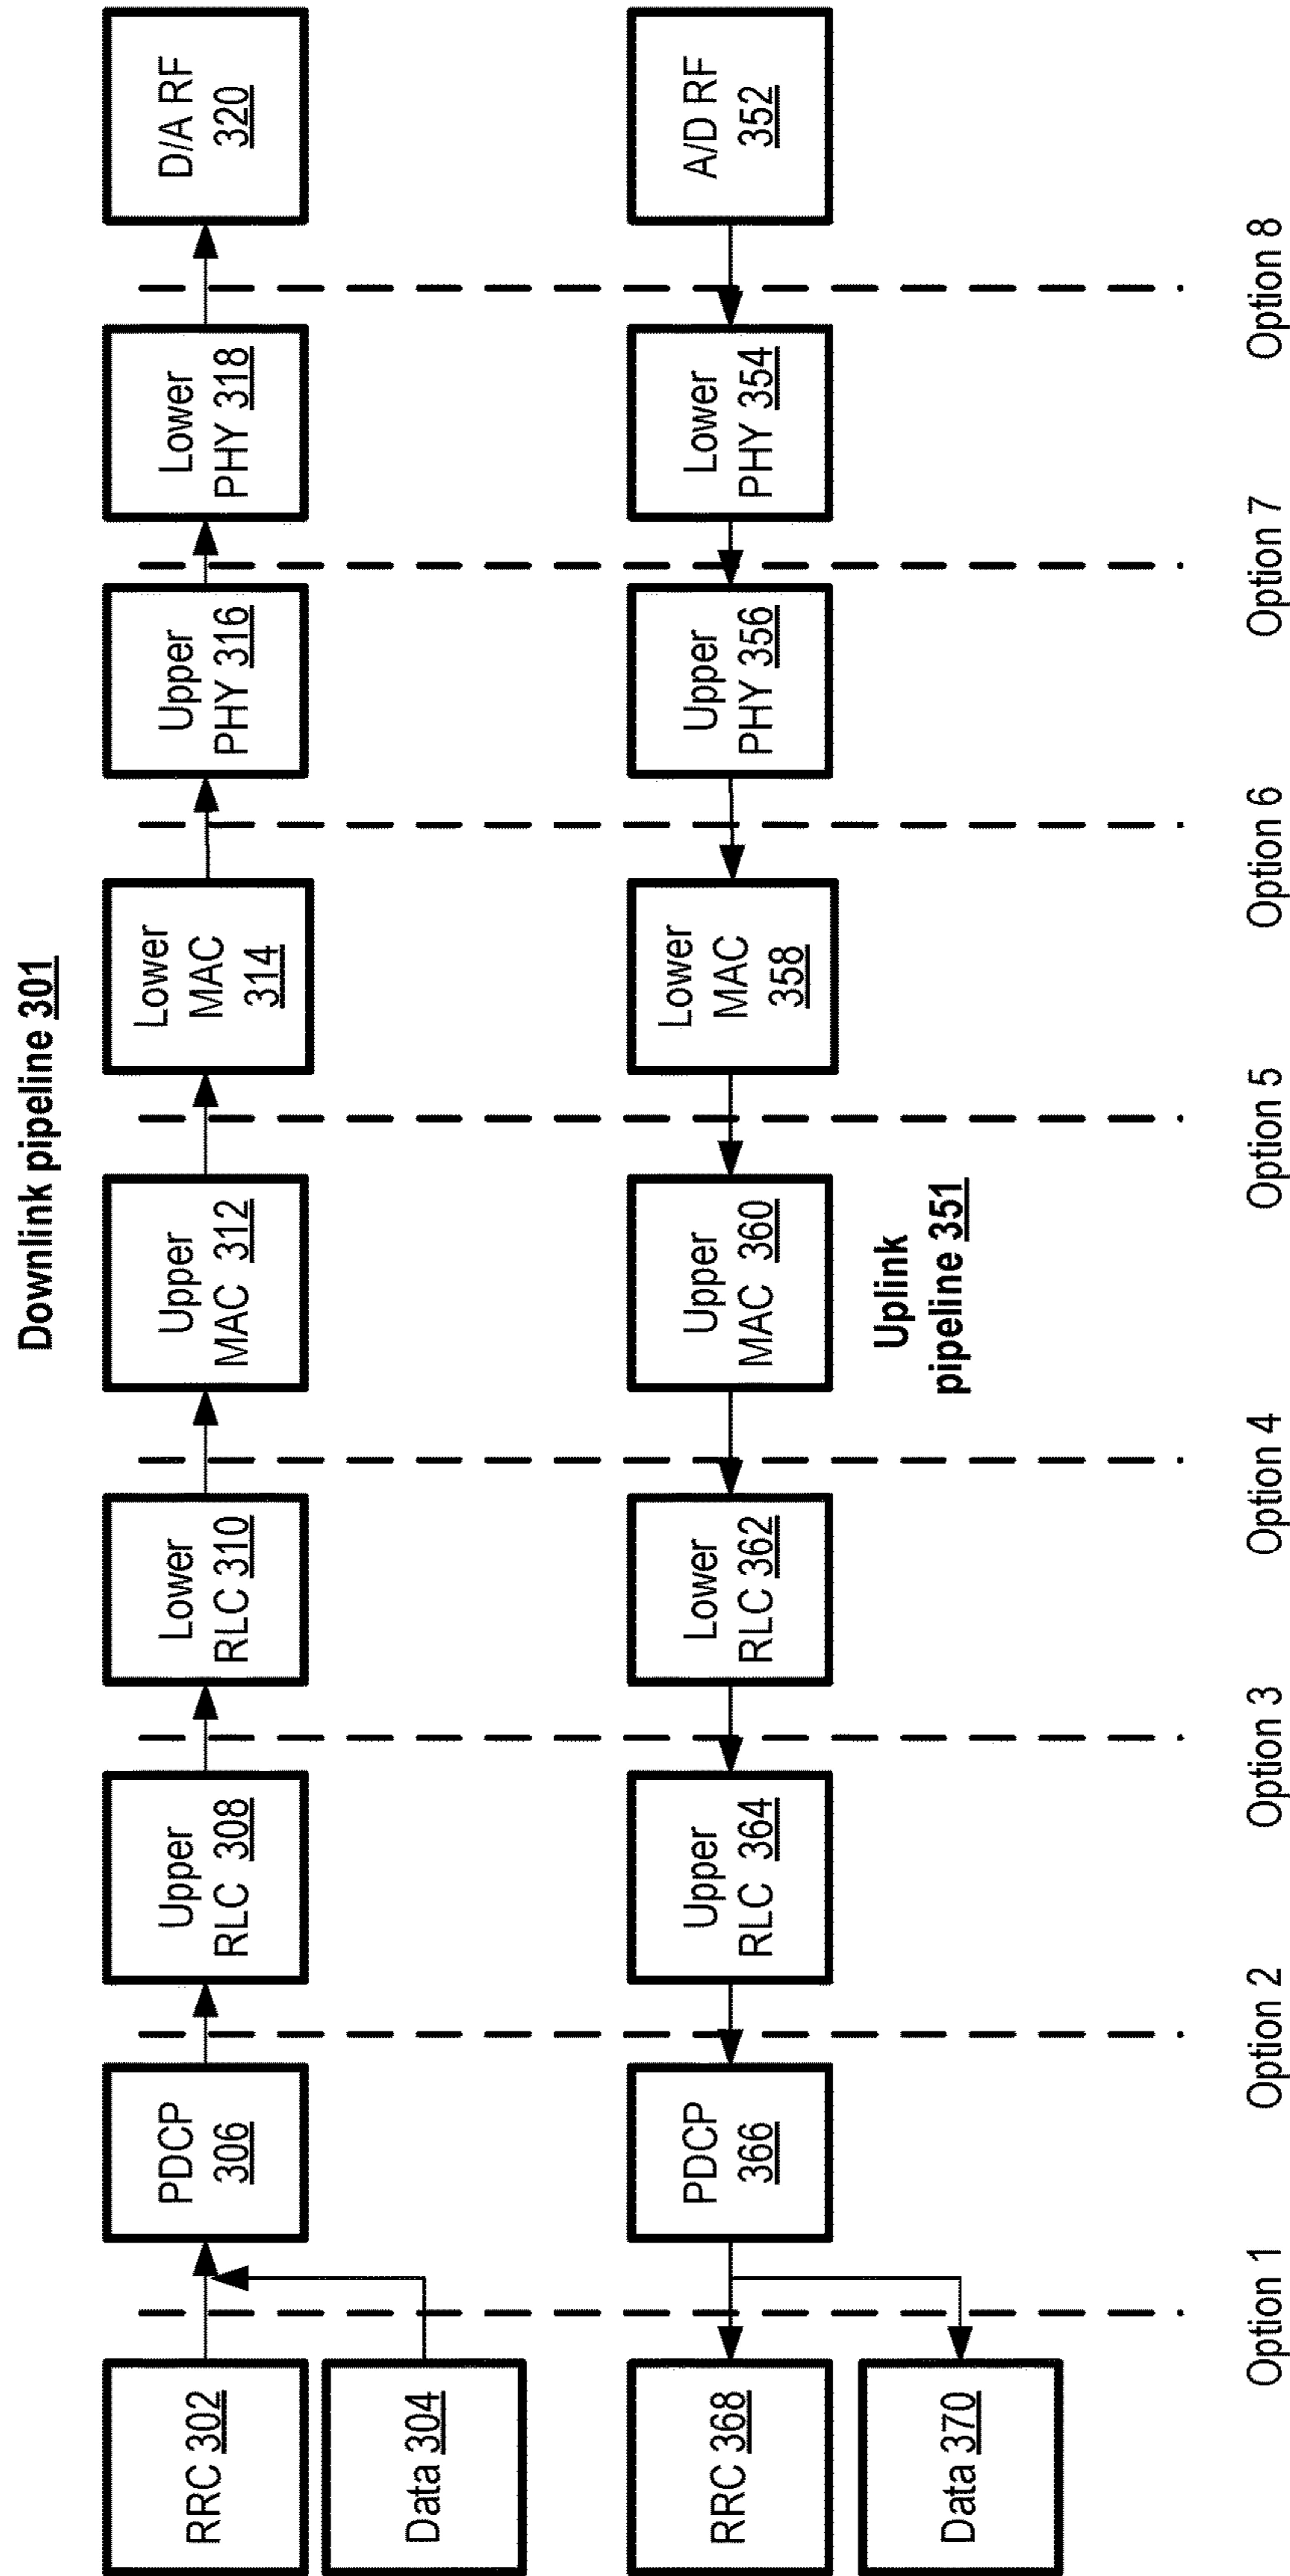 Downlink pipeline 301
RRC 302
Data 304
PDCP
306
Upper
RLC 308
Lower
RLC 310
Upper
MAC 312
Lower
MAC
314
Upper
PHY 316
Lower
PHY 318
D/A RF
320
RRC 368
Data 370
PDCP
366
Upper
RLC 364
Lower
RLC 362
Upper
MAC 360
Lower
MAC
358
Upper
PHY 356
Lower
PHY 354
A/D RF
352
Uplink
pipeline 351
Option 1
Option 2
Option 3
Option 4
Option 5
Option 6
Option 7
Option 8